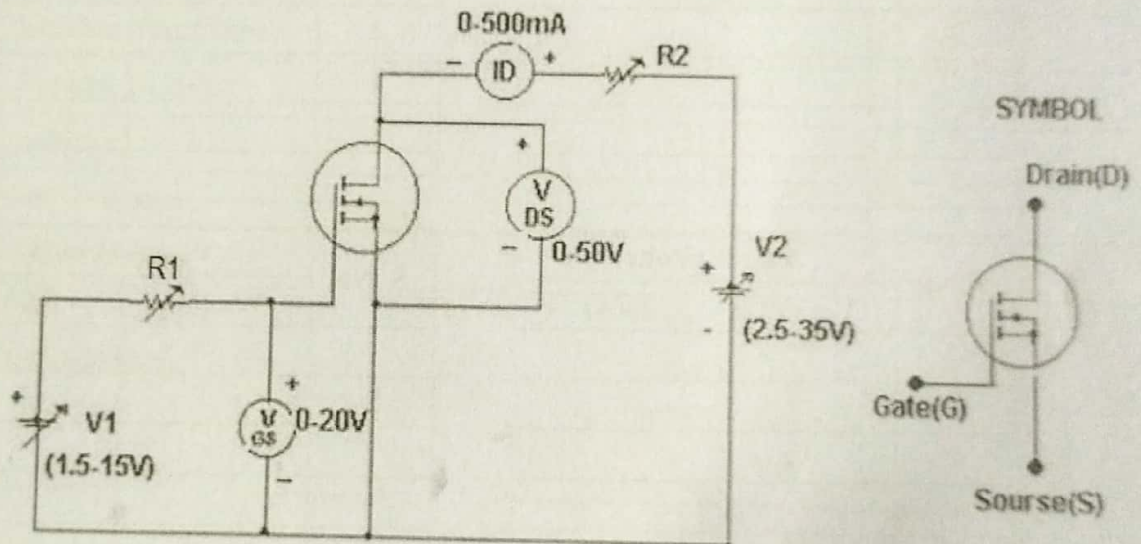 0-500mA
- ID +
R2
SYMBOL
Drain(D)
+
V
DS
-
0-50V
V2
+
-
(2.5-35V)
R1
+
V1
(1.5-15V)
+
V
GS
0-20V
-
Gate(G)
Sourse(S)